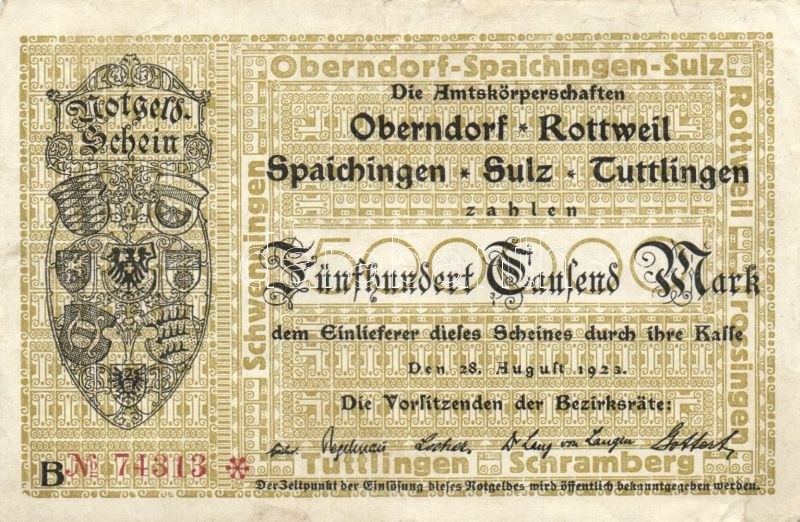 Notgeld-
Schein
Oberndorf-Spaichingen-Sulz
Die Amtskörperschaften
Oberndorf * Rottweil
Spaichingen * Sulz * Tuttlingen
zahlen
500000
Fünfhundert Tausend Mark
dem Einlieferer dieses Scheines durch ihre Kasse
Den 28. August 1923.
Die Vorsitzenden der Bezirksräte:
Schwenningen
Rottweil
Trossingen
Tuttlingen Schramberg
B. № 74313 *
Der Zeitpunkt der Einlösung dieses Notgeldes wird öffentlich bekanntgegeben werden.